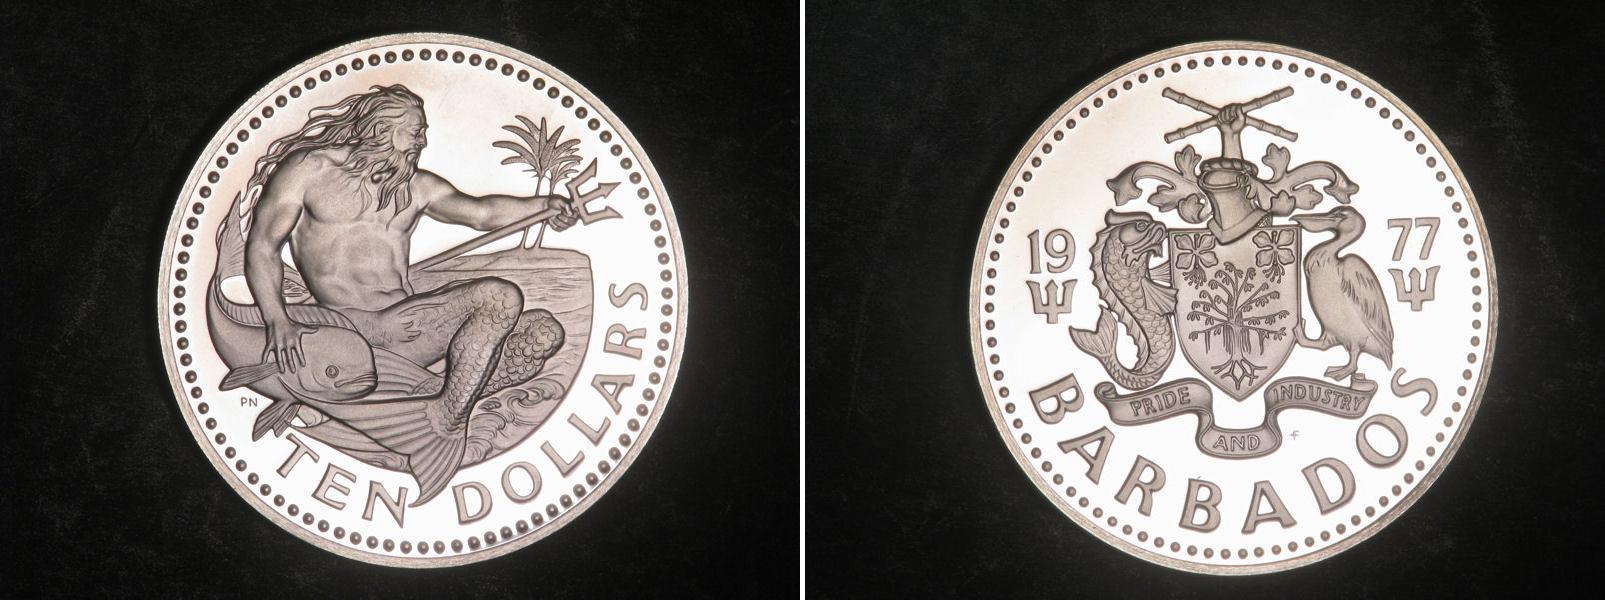 PN
TEN DOLLARS
19 77
PRIDE AND INDUSTRY
F
BARBADOS